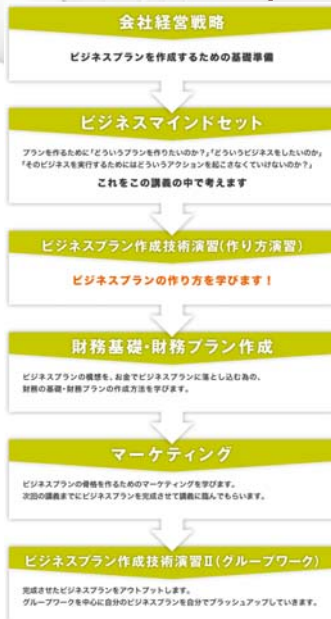 会社経営戦略
ビジネスプランを作成するための基礎準備
ビジネスマインドセット
プランを作るために「どういうプランを作りたいのか?」「どういうビジネスをしたいのか」
「そのビジネスを実行するためにはどういうアクションを起こさなくていけないのか?」
これをこの講義の中で考えます
ビジネスプラン作成技術演習(作り方演習)
ビジネスプランの作り方を学びます!
財務基礎・財務プラン作成
ビジネスプランの構想を、お金でビジネスプランに落とし込む為の、
財務の基礎・財務プランの作成方法を学びます。
マーケティング
ビジネスプランの骨格を作るためのマーケティングを学びます。
次回の講義までにビジネスプランを完成させて講義に臨んでもらいます。
ビジネスプラン作成技術演習Ⅱ(グループワーク)
完成させたビジネスプランをアウトプットします。
グループワークを中心に自分のビジネスプランを自分でブラッシュアップしていきます。